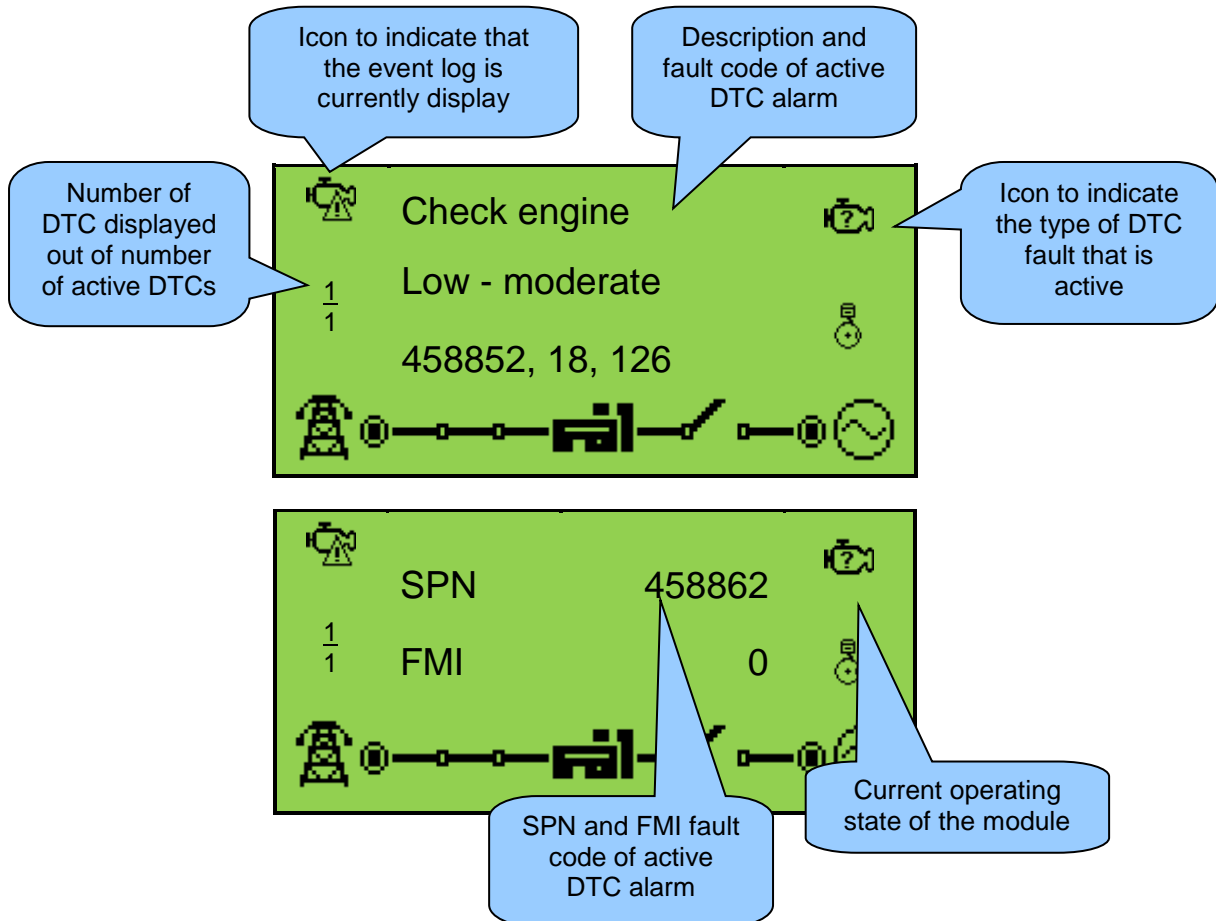 Icon to indicate that
the event log is
currently display
Description and
fault code of active
DTC alarm
Number of
DTC displayed
out of number
of active DTCs
Icon to indicate
the type of DTC
fault that is
active
Check engine
?
1
1
Low - moderate
458852, 18, 126
SPN 458862
?
1
1
FMI 0
SPN and FMI fault
code of active
DTC alarm
Current operating
state of the module